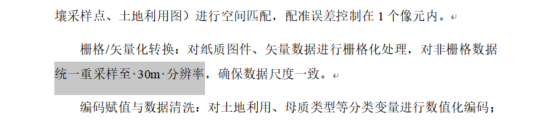 壤采样点、土地利用图）进行空间匹配，配准误差控制在 1 个像元内。
栅格/矢量化转换：对纸质图件、矢量数据进行栅格化处理，对非栅格数据
统一重采样至·30m·分辨率，确保数据尺度一致。
编码赋值与数据清洗：对土地利用、母质类型等分类变量进行数值化编码；